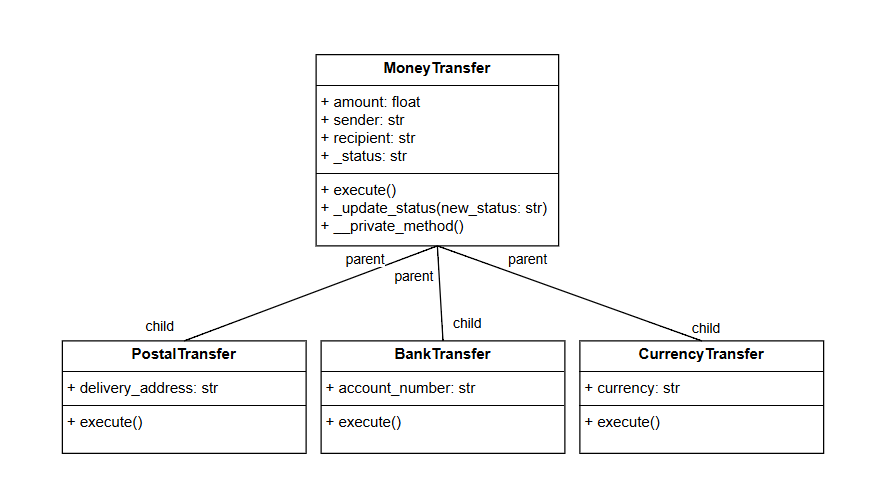 MoneyTransfer
+ amount: float
+ sender: str
+ recipient: str
+ _status: str
+ execute()
+ _update_status(new_status: str)
+ __private_method()
parent
parent
parent
child
child
child
PostalTransfer
+ delivery_address: str
+ execute()
BankTransfer
+ account_number: str
+ execute()
CurrencyTransfer
+ currency: str
+ execute()